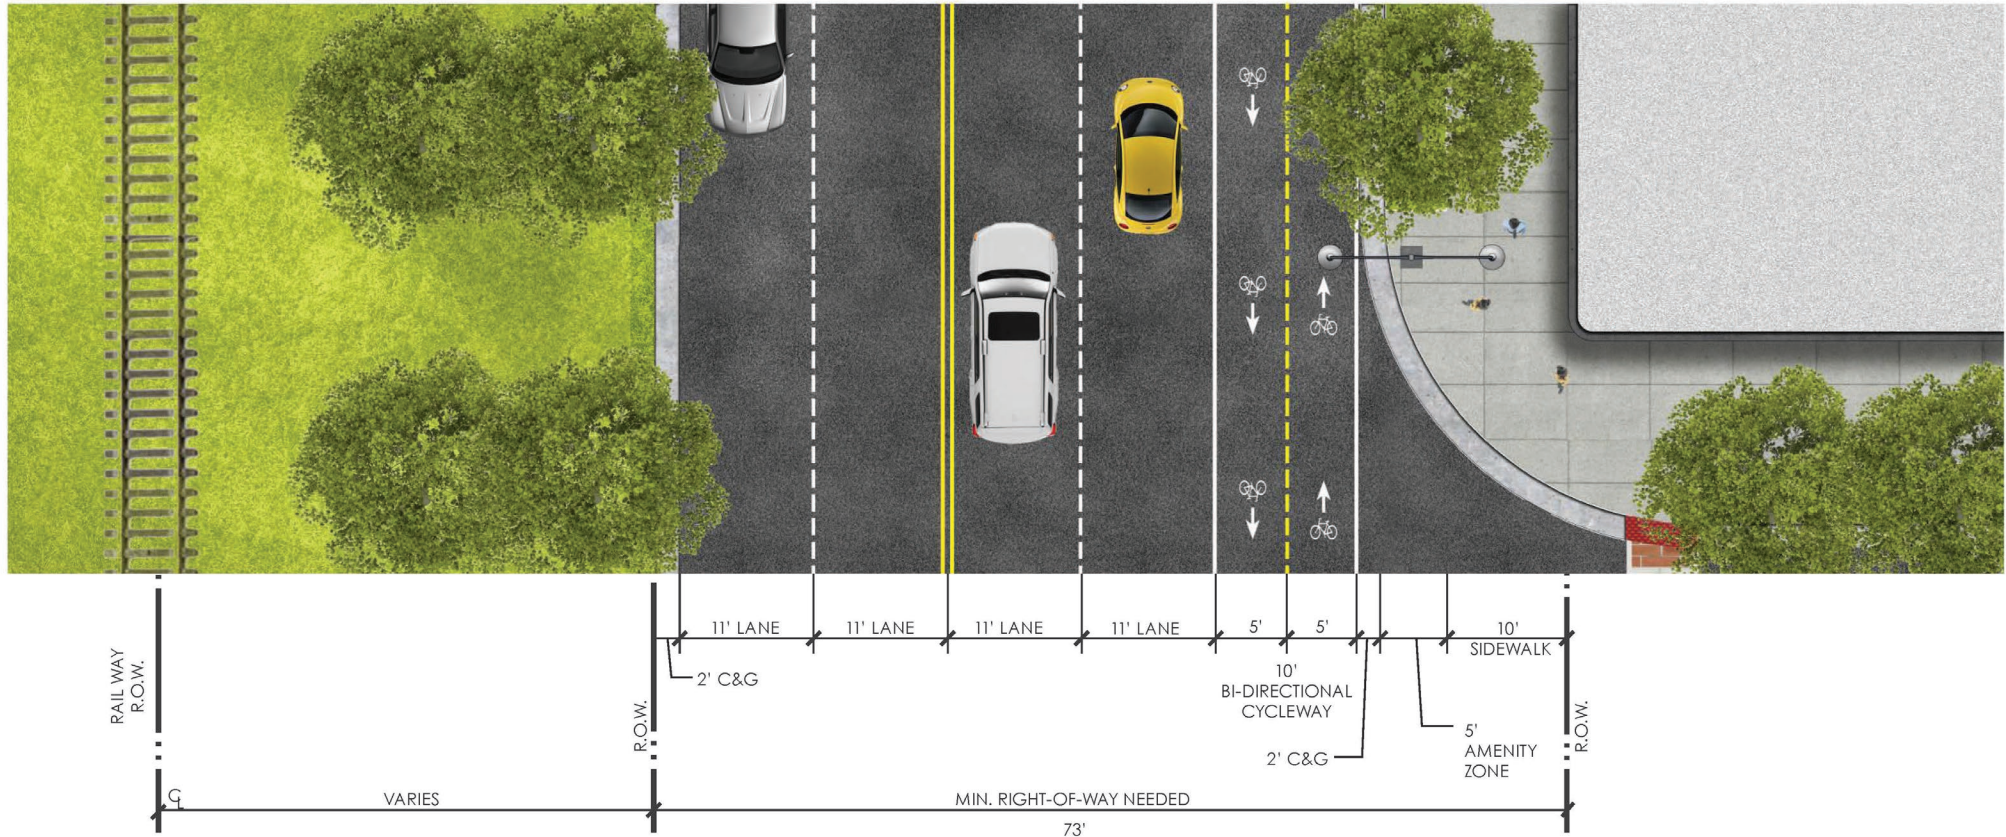 11' LANE
11' LANE
11' LANE
11' LANE
5'
5'
10'
SIDEWALK
2' C&G
10'
BI-DIRECTIONAL
CYCLEWAY
2' C&G
5'
AMENITY
ZONE
RAIL WAY
R.O.W.
R.O.W.
R.O.W.
CL
VARIES
MIN. RIGHT-OF-WAY NEEDED
73'